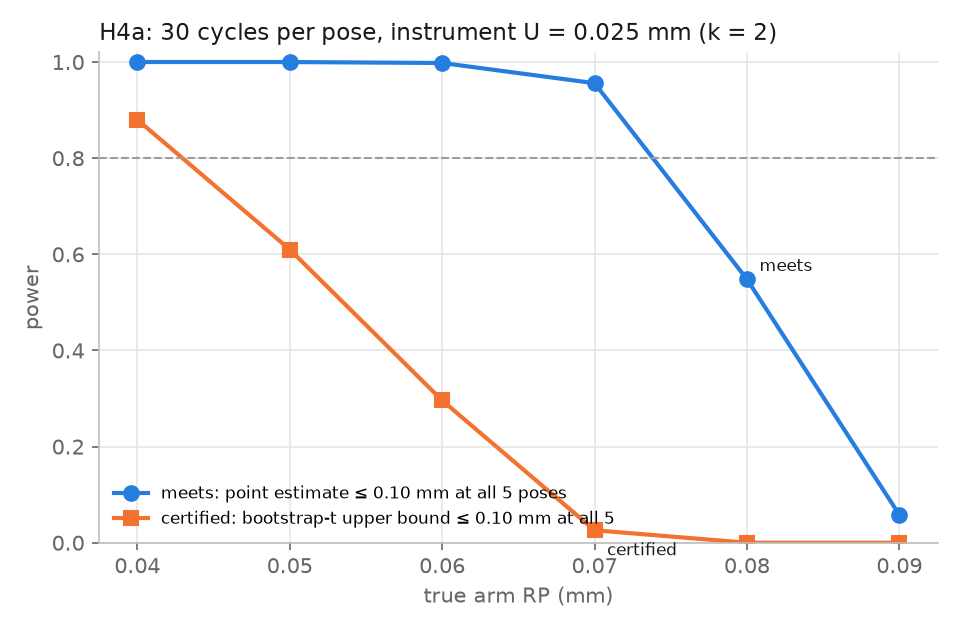 H4a: 30 cycles per pose, instrument U = 0.025 mm (k = 2)
1.0
0.8
0.6
0.4
0.2
0.0
power
meets
meets: point estimate ≤ 0.10 mm at all 5 poses
certified: bootstrap-t upper bound ≤ 0.10 mm at all 5
certified
0.04 0.05 0.06 0.07 0.08 0.09
true arm RP (mm)